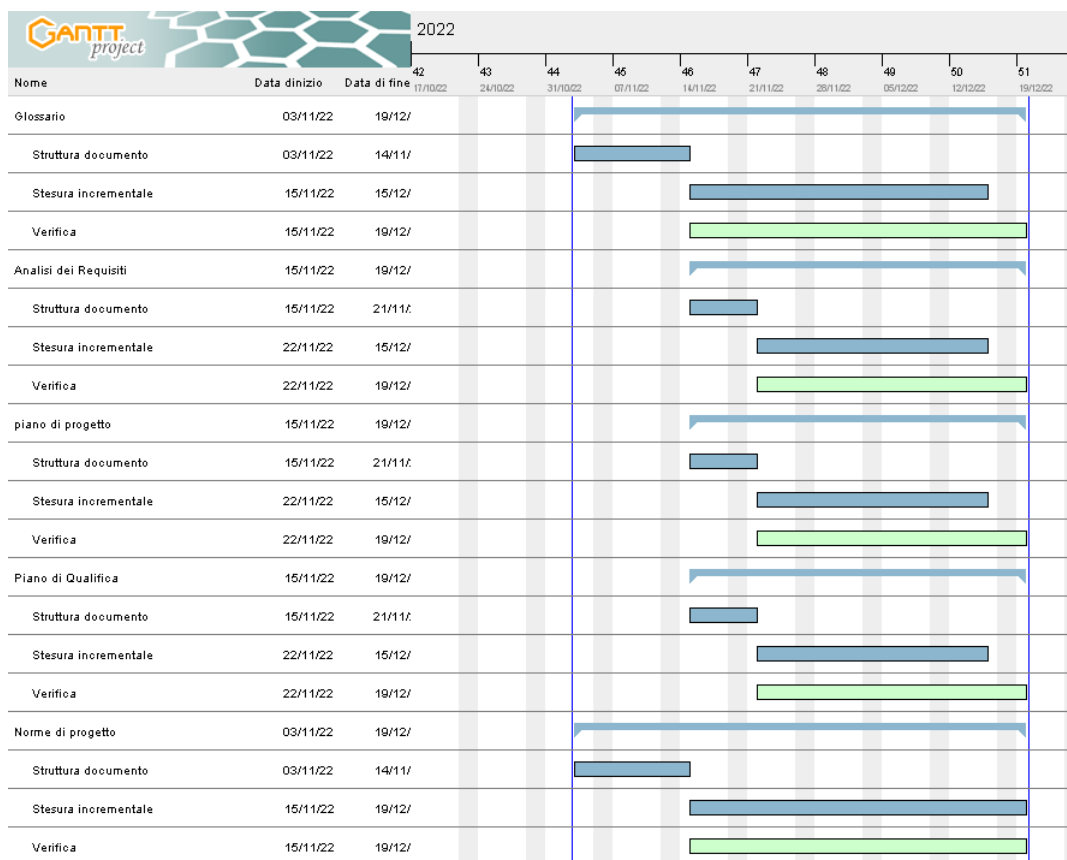 GANTT project
2022
Nome Data dinizio Data di fine
42 43 44 45 46 47 48 49 50 51
17/10/22 24/10/22 31/10/22 07/11/22 14/11/22 21/11/22 28/11/22 05/12/22 12/12/22 19/12/22
Glossario 03/11/22 19/12/
Struttura documento 03/11/22 14/11/
Stesura incrementale 15/11/22 15/12/
Verifica 15/11/22 19/12/
Analisi dei Requisiti 15/11/22 19/12/
Struttura documento 15/11/22 21/11/
Stesura incrementale 22/11/22 15/12/
Verifica 22/11/22 19/12/
piano di progetto 15/11/22 19/12/
Struttura documento 15/11/22 21/11/
Stesura incrementale 22/11/22 15/12/
Verifica 22/11/22 19/12/
Piano di Qualifica 15/11/22 19/12/
Struttura documento 15/11/22 21/11/
Stesura incrementale 22/11/22 15/12/
Verifica 22/11/22 19/12/
Norme di progetto 03/11/22 19/12/
Struttura documento 03/11/22 14/11/
Stesura incrementale 15/11/22 19/12/
Verifica 15/11/22 19/12/